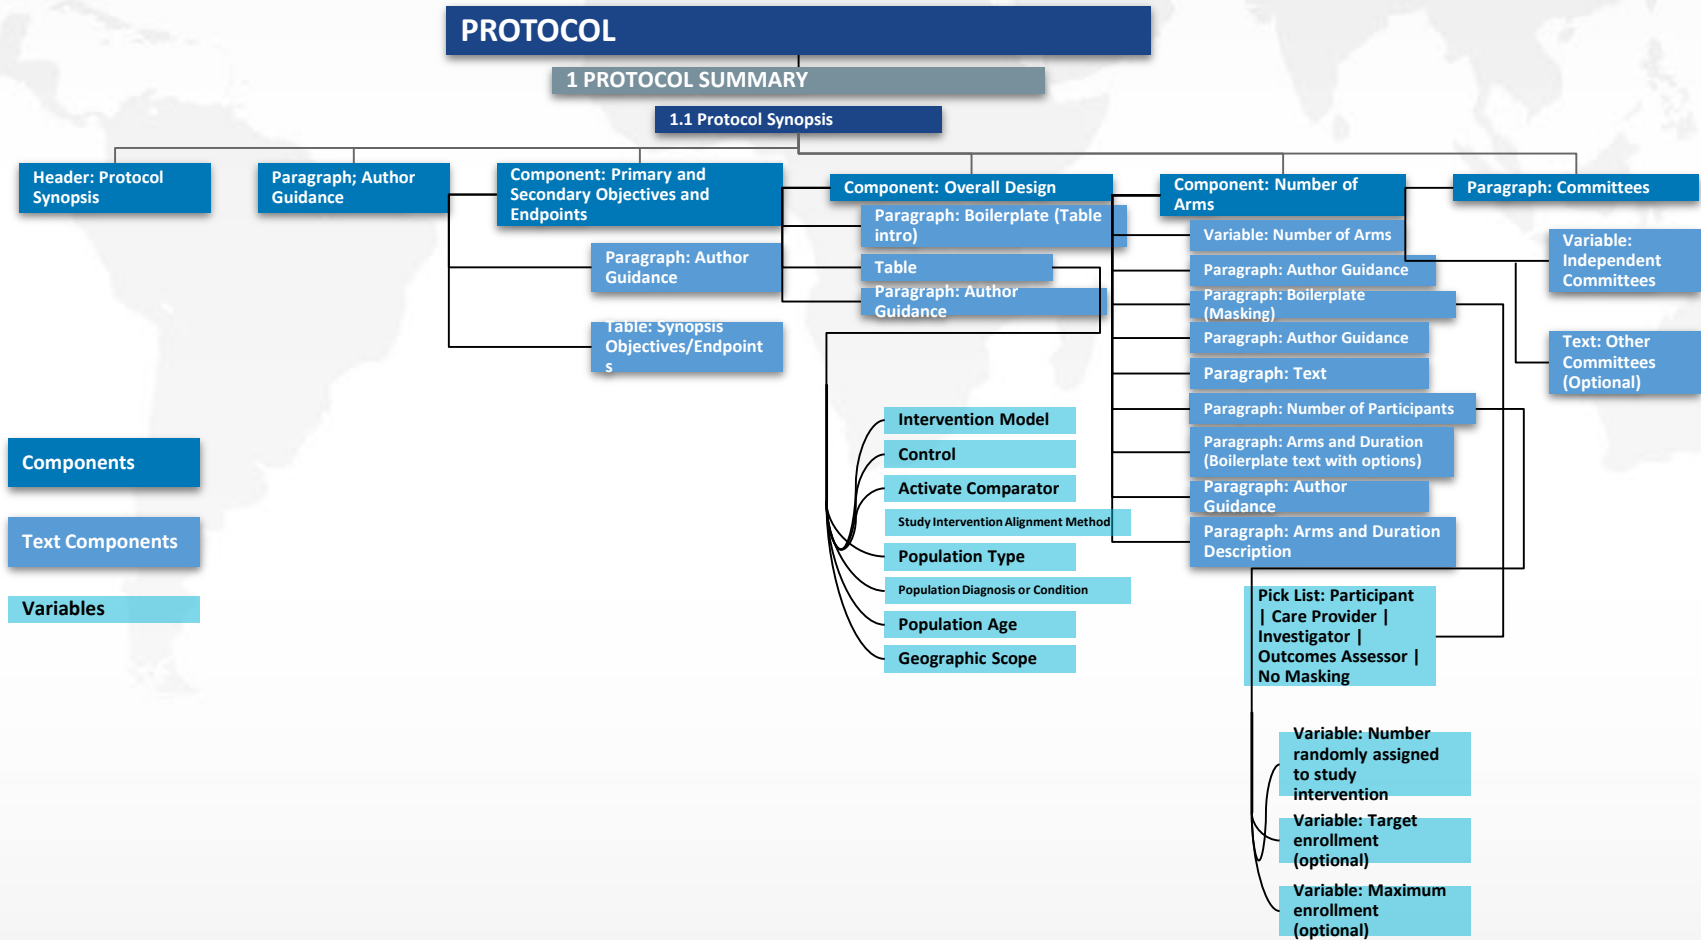 PROTOCOL
1 PROTOCOL SUMMARY
1.1 Protocol Synopsis
Header: Protocol
Synopsis
Paragraph; Author
Guidance
Component: Primary and
Secondary Objectives and
Endpoints
Paragraph: Author
Guidance
Table: Synopsis
Objectives/Endpoint
s
Component: Overall Design
Paragraph: Boilerplate (Table
intro)
Table
Paragraph: Author
Guidance
Intervention Model
Control
Activate Comparator
Study Intervention Alignment Method
Population Type
Population Diagnosis or Condition
Population Age
Geographic Scope
Component: Number of
Arms
Variable: Number of Arms
Paragraph: Author Guidance
Paragraph: Boilerplate
(Masking)
Paragraph: Author Guidance
Paragraph: Text
Paragraph: Number of Participants
Paragraph: Arms and Duration
(Boilerplate text with options)
Paragraph: Author
Guidance
Paragraph: Arms and Duration
Description
Pick List: Participant
| Care Provider |
Investigator |
Outcomes Assessor |
No Masking
Variable: Number
randomly assigned
to study
intervention
Variable: Target
enrollment
(optional)
Variable: Maximum
enrollment
(optional)
Paragraph: Committees
Variable:
Independent
Committees
Text: Other
Committees
(Optional)
Components
Text Components
Variables